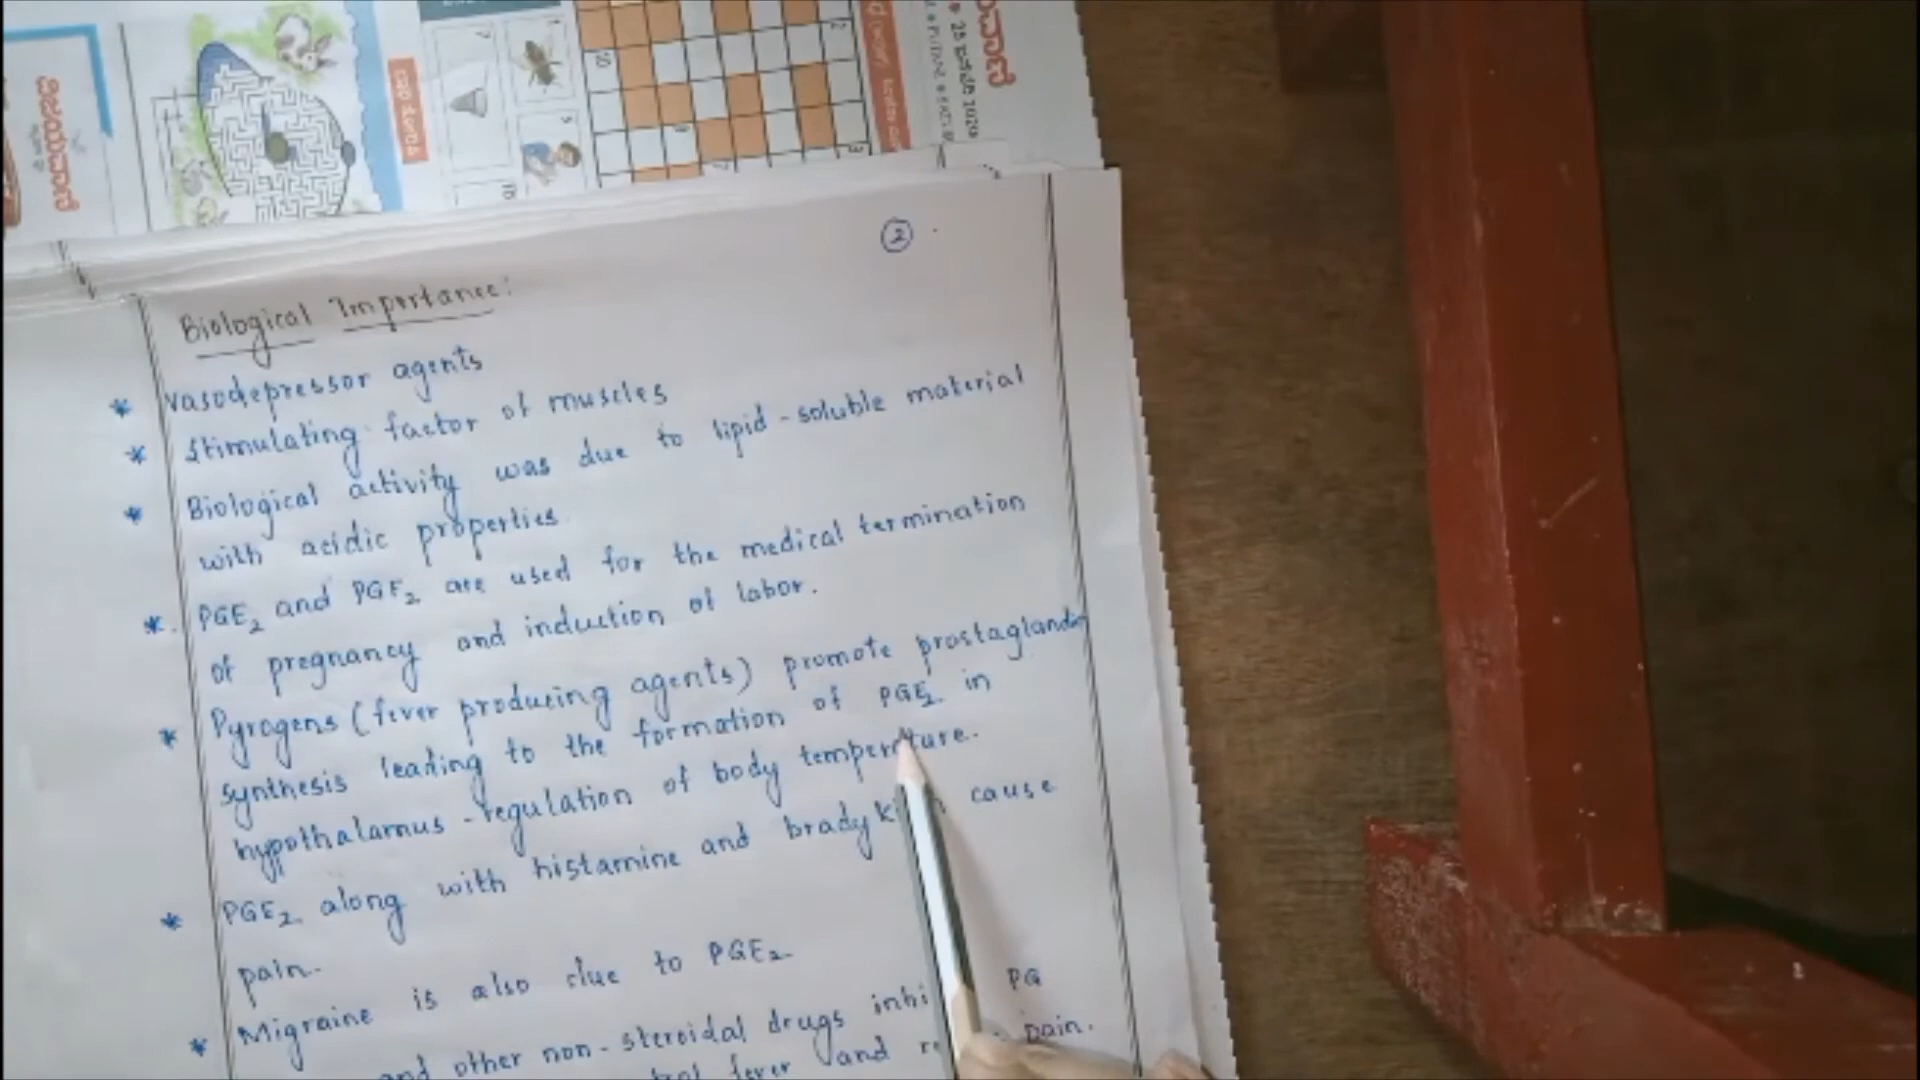 2
Biological Importance:
* Vasodepressor agents
* Stimulating factor of muscles
* Biological activity was due to lipid-soluble material
with acidic properties.
* PGE2 and PGF2 are used for the medical termination
of pregnancy and induction of labor.
* Pyrogens (fever producing agents) promote prostaglandin
synthesis leading to the formation of PGE2 in
hypothalamus - regulation of body temperature.
* PGE2 along with histamine and cause
pain.
* Migraine is also due to PGE2
and other non-steroidal drugs PG
fever and pain.